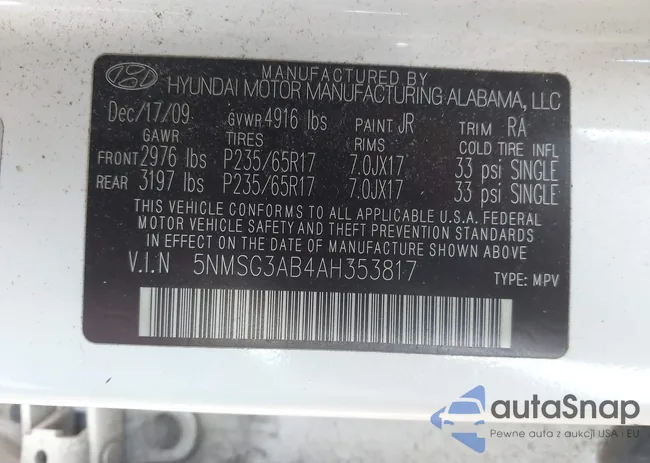 MANUFACTURED BY
HYUNDAI MOTOR MANUFACTURING ALABAMA, LLC
Dec/17/09 GVWR 4916 lbs PAINT JR TRIM RA
GAWR TIRES RIMS COLD TIRE INFL
FRONT 2976 lbs P235/65R17 7.0JX17 33 psi SINGLE
REAR 3197 lbs P235/65R17 7.0JX17 33 psi SINGLE
THIS VEHICLE CONFORMS TO ALL APPLICABLE U.S.A. FEDERAL
MOTOR VEHICLE SAFETY AND THEFT PREVENTION STANDARDS
IN EFFECT ON THE DATE OF MANUFACTURE SHOWN ABOVE.
V.I.N 5NMSG3AB4AH353817 TYPE: MPV
autaSnap
Pewne auta z aukcji USA i EU